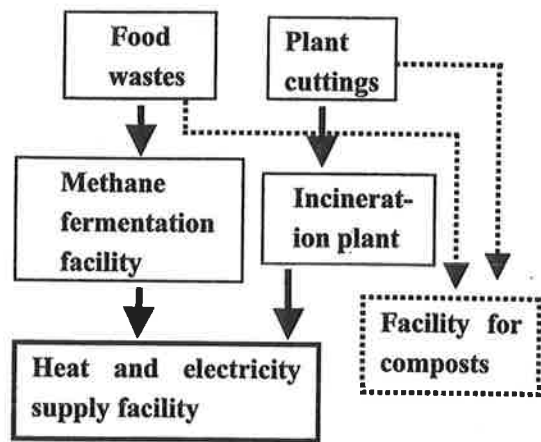 Food
wastes
Plant
cuttings
Methane
fermentation
facility
Incinerat-
ion plant
Facility for
composts
Heat and electricity
supply facility